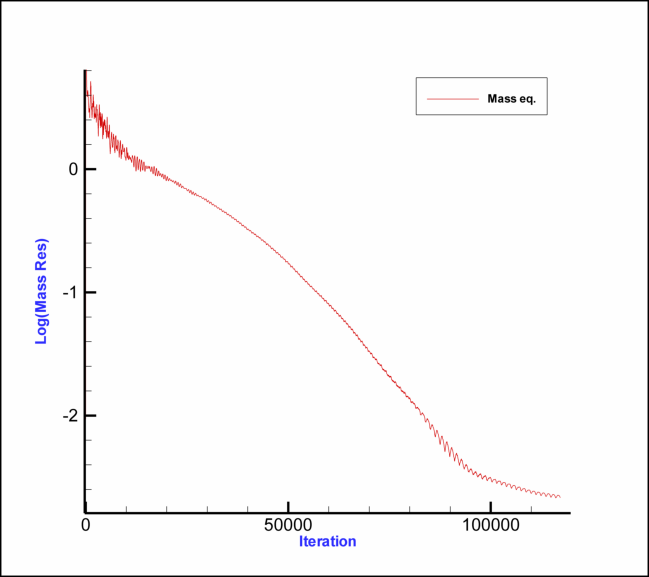 Mass eq.
0
-1
-2
Log(Mass Res)
0 50000 100000
Iteration